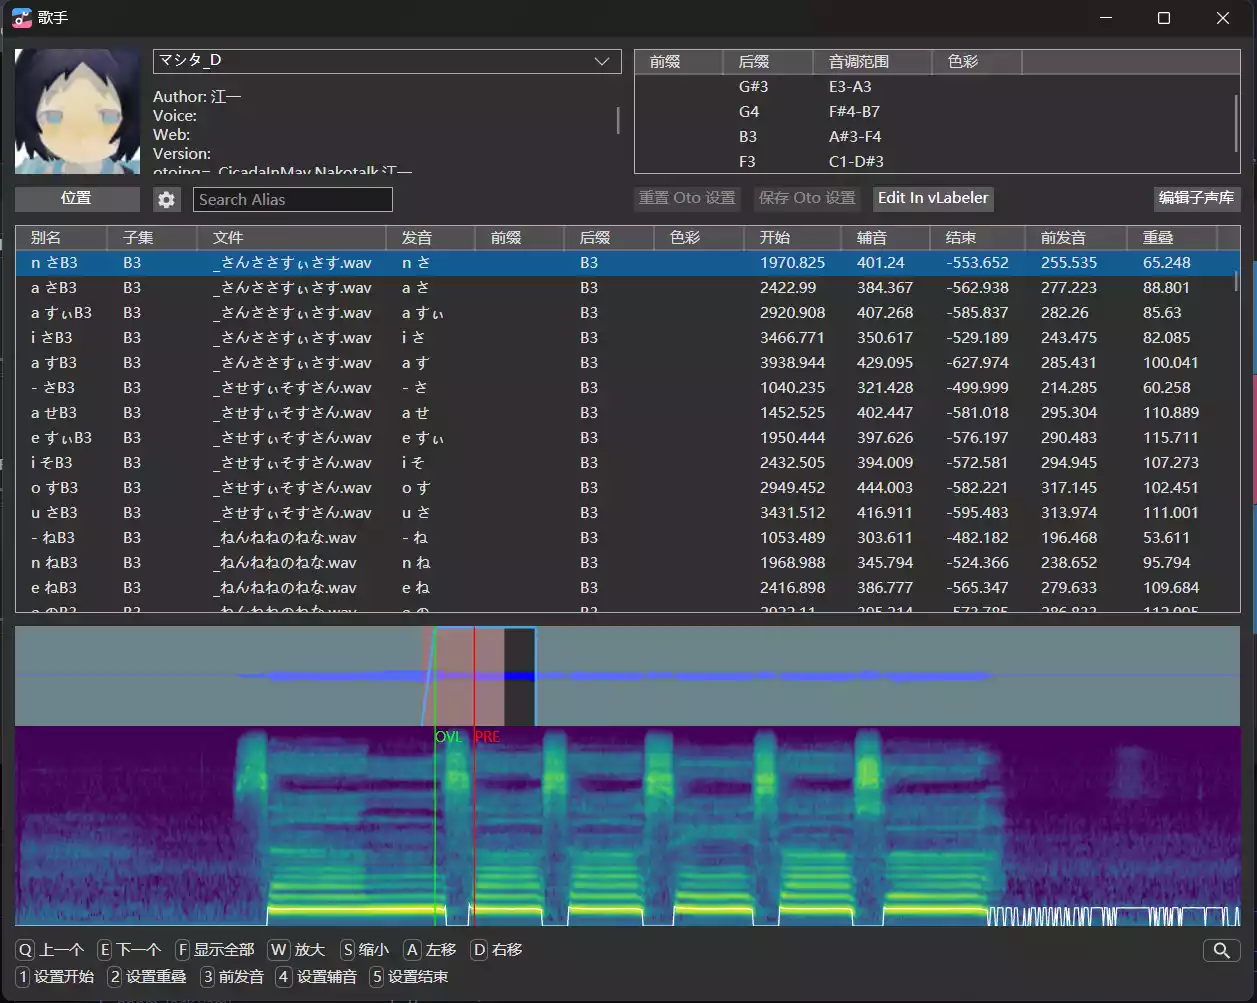 歌手
マシタ_D
Author: 江一
Voice:
Web:
Version:
otoing= CicadaInMay Nakotalk 江一
前缀 后缀 音调范围 色彩
G#3 E3-A3
G4 F#4-B7
B3 A#3-F4
F3 C1-D#3
位置 Search Alias 重置 Oto 设置 保存 Oto 设置 Edit In vLabeler 编辑子声库
别名 子集 文件 发音 前缀 后缀 色彩 开始 辅音 结束 前发音 重叠
n さB3 B3 _さんささすぃさす.wav n さ B3 1970.825 401.24 -553.652 255.535 65.248
a さB3 B3 _さんささすぃさす.wav a さ B3 2422.99 384.367 -562.938 277.223 88.801
a すぃB3 B3 _さんささすぃさす.wav a すぃ B3 2920.908 407.268 -585.837 282.26 85.63
i さB3 B3 _さんささすぃさす.wav i さ B3 3466.771 350.617 -529.189 243.475 82.085
a すB3 B3 _さんささすぃさす.wav a す B3 3938.944 429.095 -627.974 285.431 100.041
- さB3 B3 _させすぃそすさん.wav - さ B3 1040.235 321.428 -499.999 214.285 60.258
a せB3 B3 _させすぃそすさん.wav a せ B3 1452.525 402.447 -581.018 295.304 110.889
e すぃB3 B3 _させすぃそすさん.wav e すぃ B3 1950.444 397.626 -576.197 290.483 115.711
i そB3 B3 _させすぃそすさん.wav i そ B3 2432.505 394.009 -572.581 294.945 107.273
o すB3 B3 _させすぃそすさん.wav o す B3 2949.452 444.003 -582.221 317.145 102.451
u さB3 B3 _させすぃそすさん.wav u さ B3 3431.512 416.911 -595.483 313.974 111.001
- ねB3 B3 _ねんねねのねな.wav - ね B3 1053.489 303.611 -482.182 196.468 53.611
n ねB3 B3 _ねんねねのねな.wav n ね B3 1968.988 345.794 -524.366 238.652 95.794
e ねB3 B3 _ねんねねのねな.wav e ね B3 2416.898 386.777 -565.347 279.633 109.684
e のB3 B3 _ねんねねのねな.wav e の B3
OVL PRE
Q 上一个 E 下一个 F 显示全部 W 放大 S 缩小 A 左移 D 右移
1 设置开始 2 设置重叠 3 前发音 4 设置辅音 5 设置结束